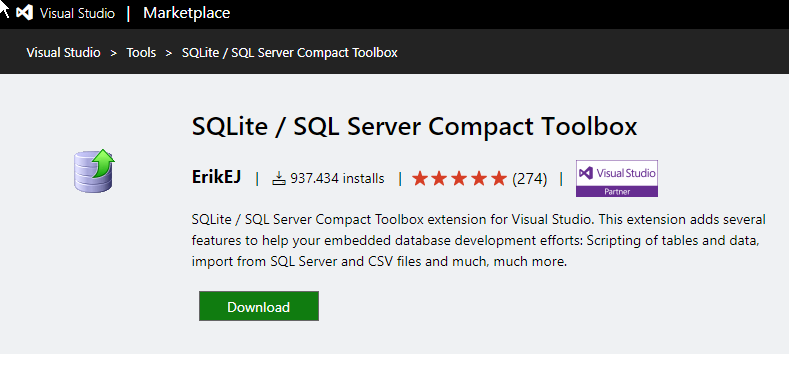 Visual Studio | Marketplace
Visual Studio > Tools > SQLite / SQL Server Compact Toolbox
SQLite / SQL Server Compact Toolbox
ErikEJ | 937.434 installs | (274) | Visual Studio
Partner
SQLite / SQL Server Compact Toolbox extension for Visual Studio. This extension adds several
features to help your embedded database development efforts: Scripting of tables and data,
import from SQL Server and CSV files and much, much more.
Download